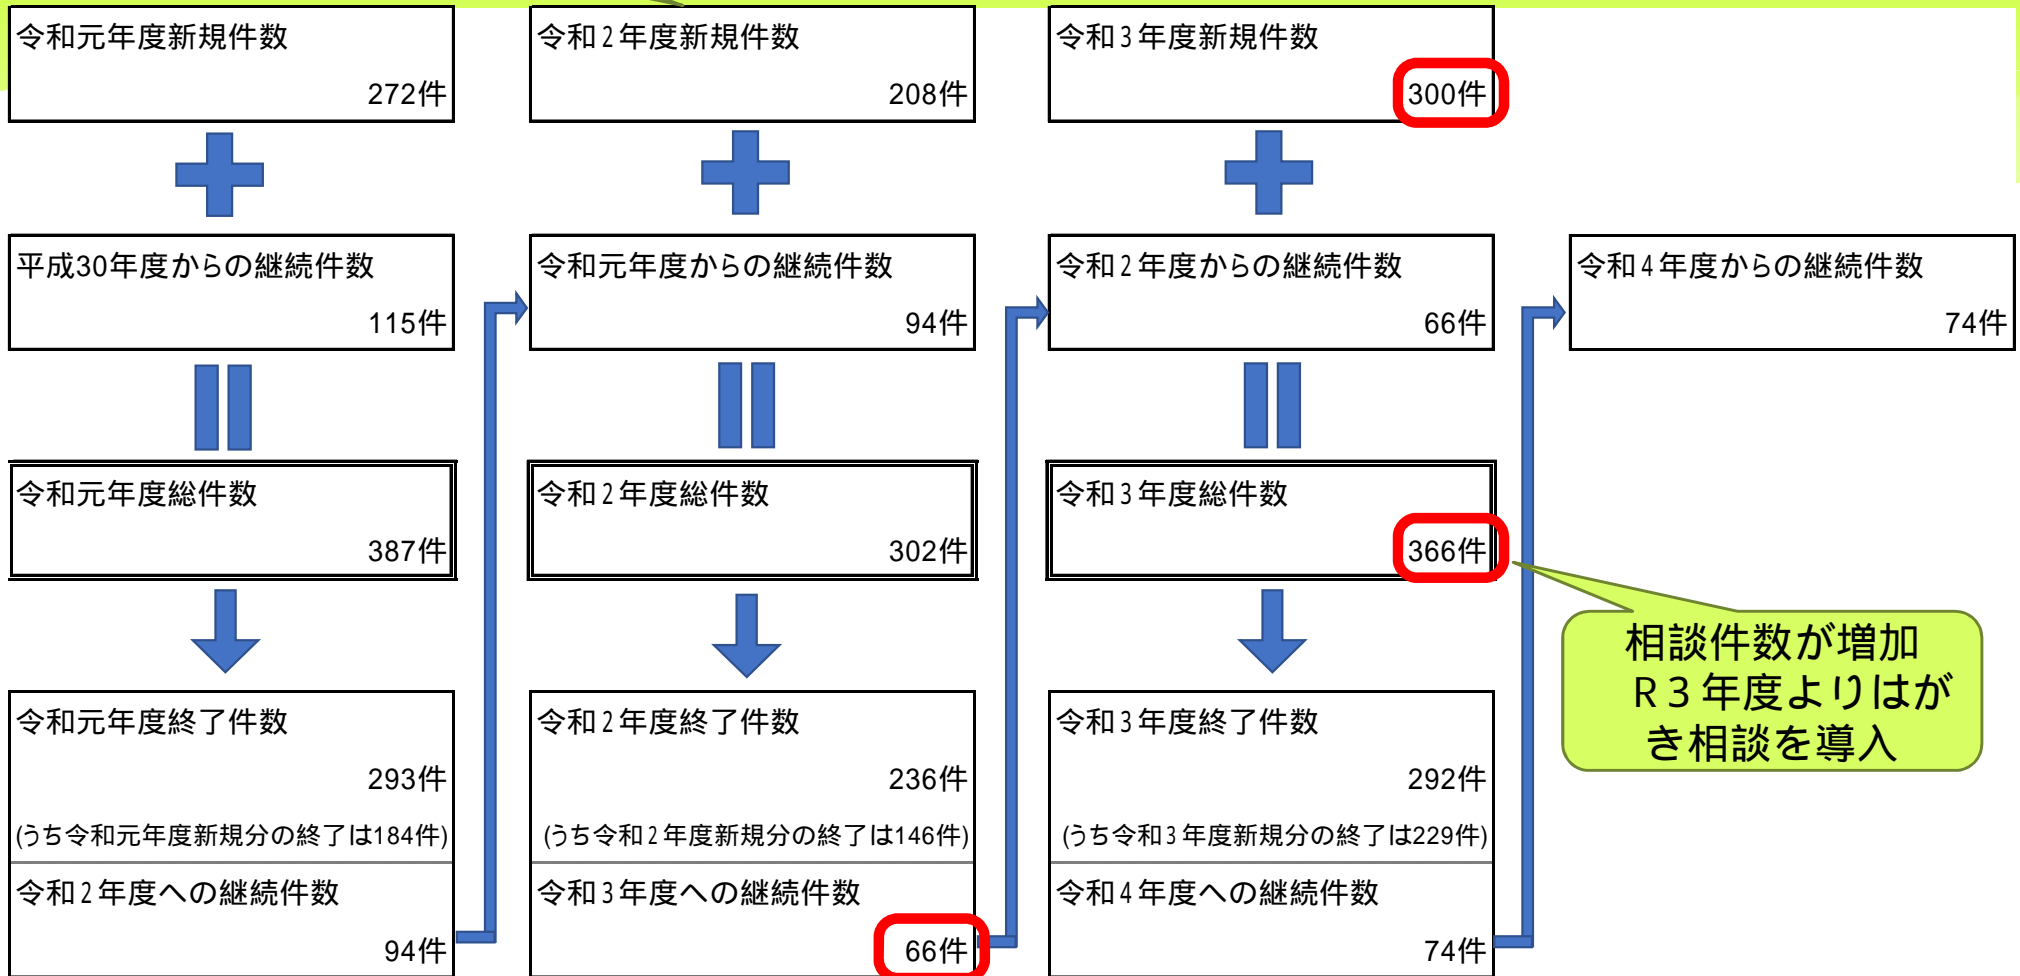 令和元年度新規件数
272件
令和２年度新規件数
208件
令和３年度新規件数
300件
平成30年度からの継続件数
115件
令和元年度からの継続件数
94件
令和２年度からの継続件数
66件
令和４年度からの継続件数
74件
令和元年度総件数
387件
令和２年度総件数
302件
令和３年度総件数
366件
相談件数が増加
Ｒ３年度よりはが
き相談を導入
令和元年度終了件数
293件
(うち令和元年度新規分の終了は184件)
令和２年度への継続件数
94件
令和２年度終了件数
236件
(うち令和２年度新規分の終了は146件)
令和３年度への継続件数
66件
令和３年度終了件数
292件
(うち令和３年度新規分の終了は229件)
令和４年度への継続件数
74件